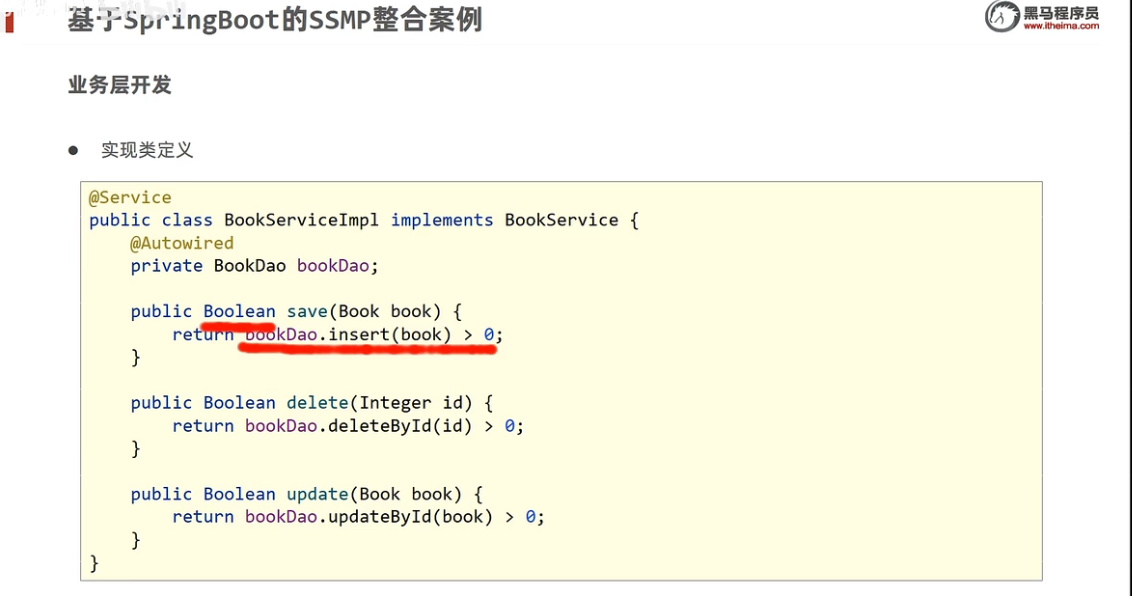 基于SpringBoot的SSMP整合案例
黑马程序员
www.itheima.com
业务层开发
● 实现类定义
@Service
public class BookServiceImpl implements BookService {
    @Autowired
    private BookDao bookDao;

    public Boolean save(Book book) {
        return bookDao.insert(book) > 0;
    }

    public Boolean delete(Integer id) {
        return bookDao.deleteById(id) > 0;
    }

    public Boolean update(Book book) {
        return bookDao.updateById(book) > 0;
    }
}